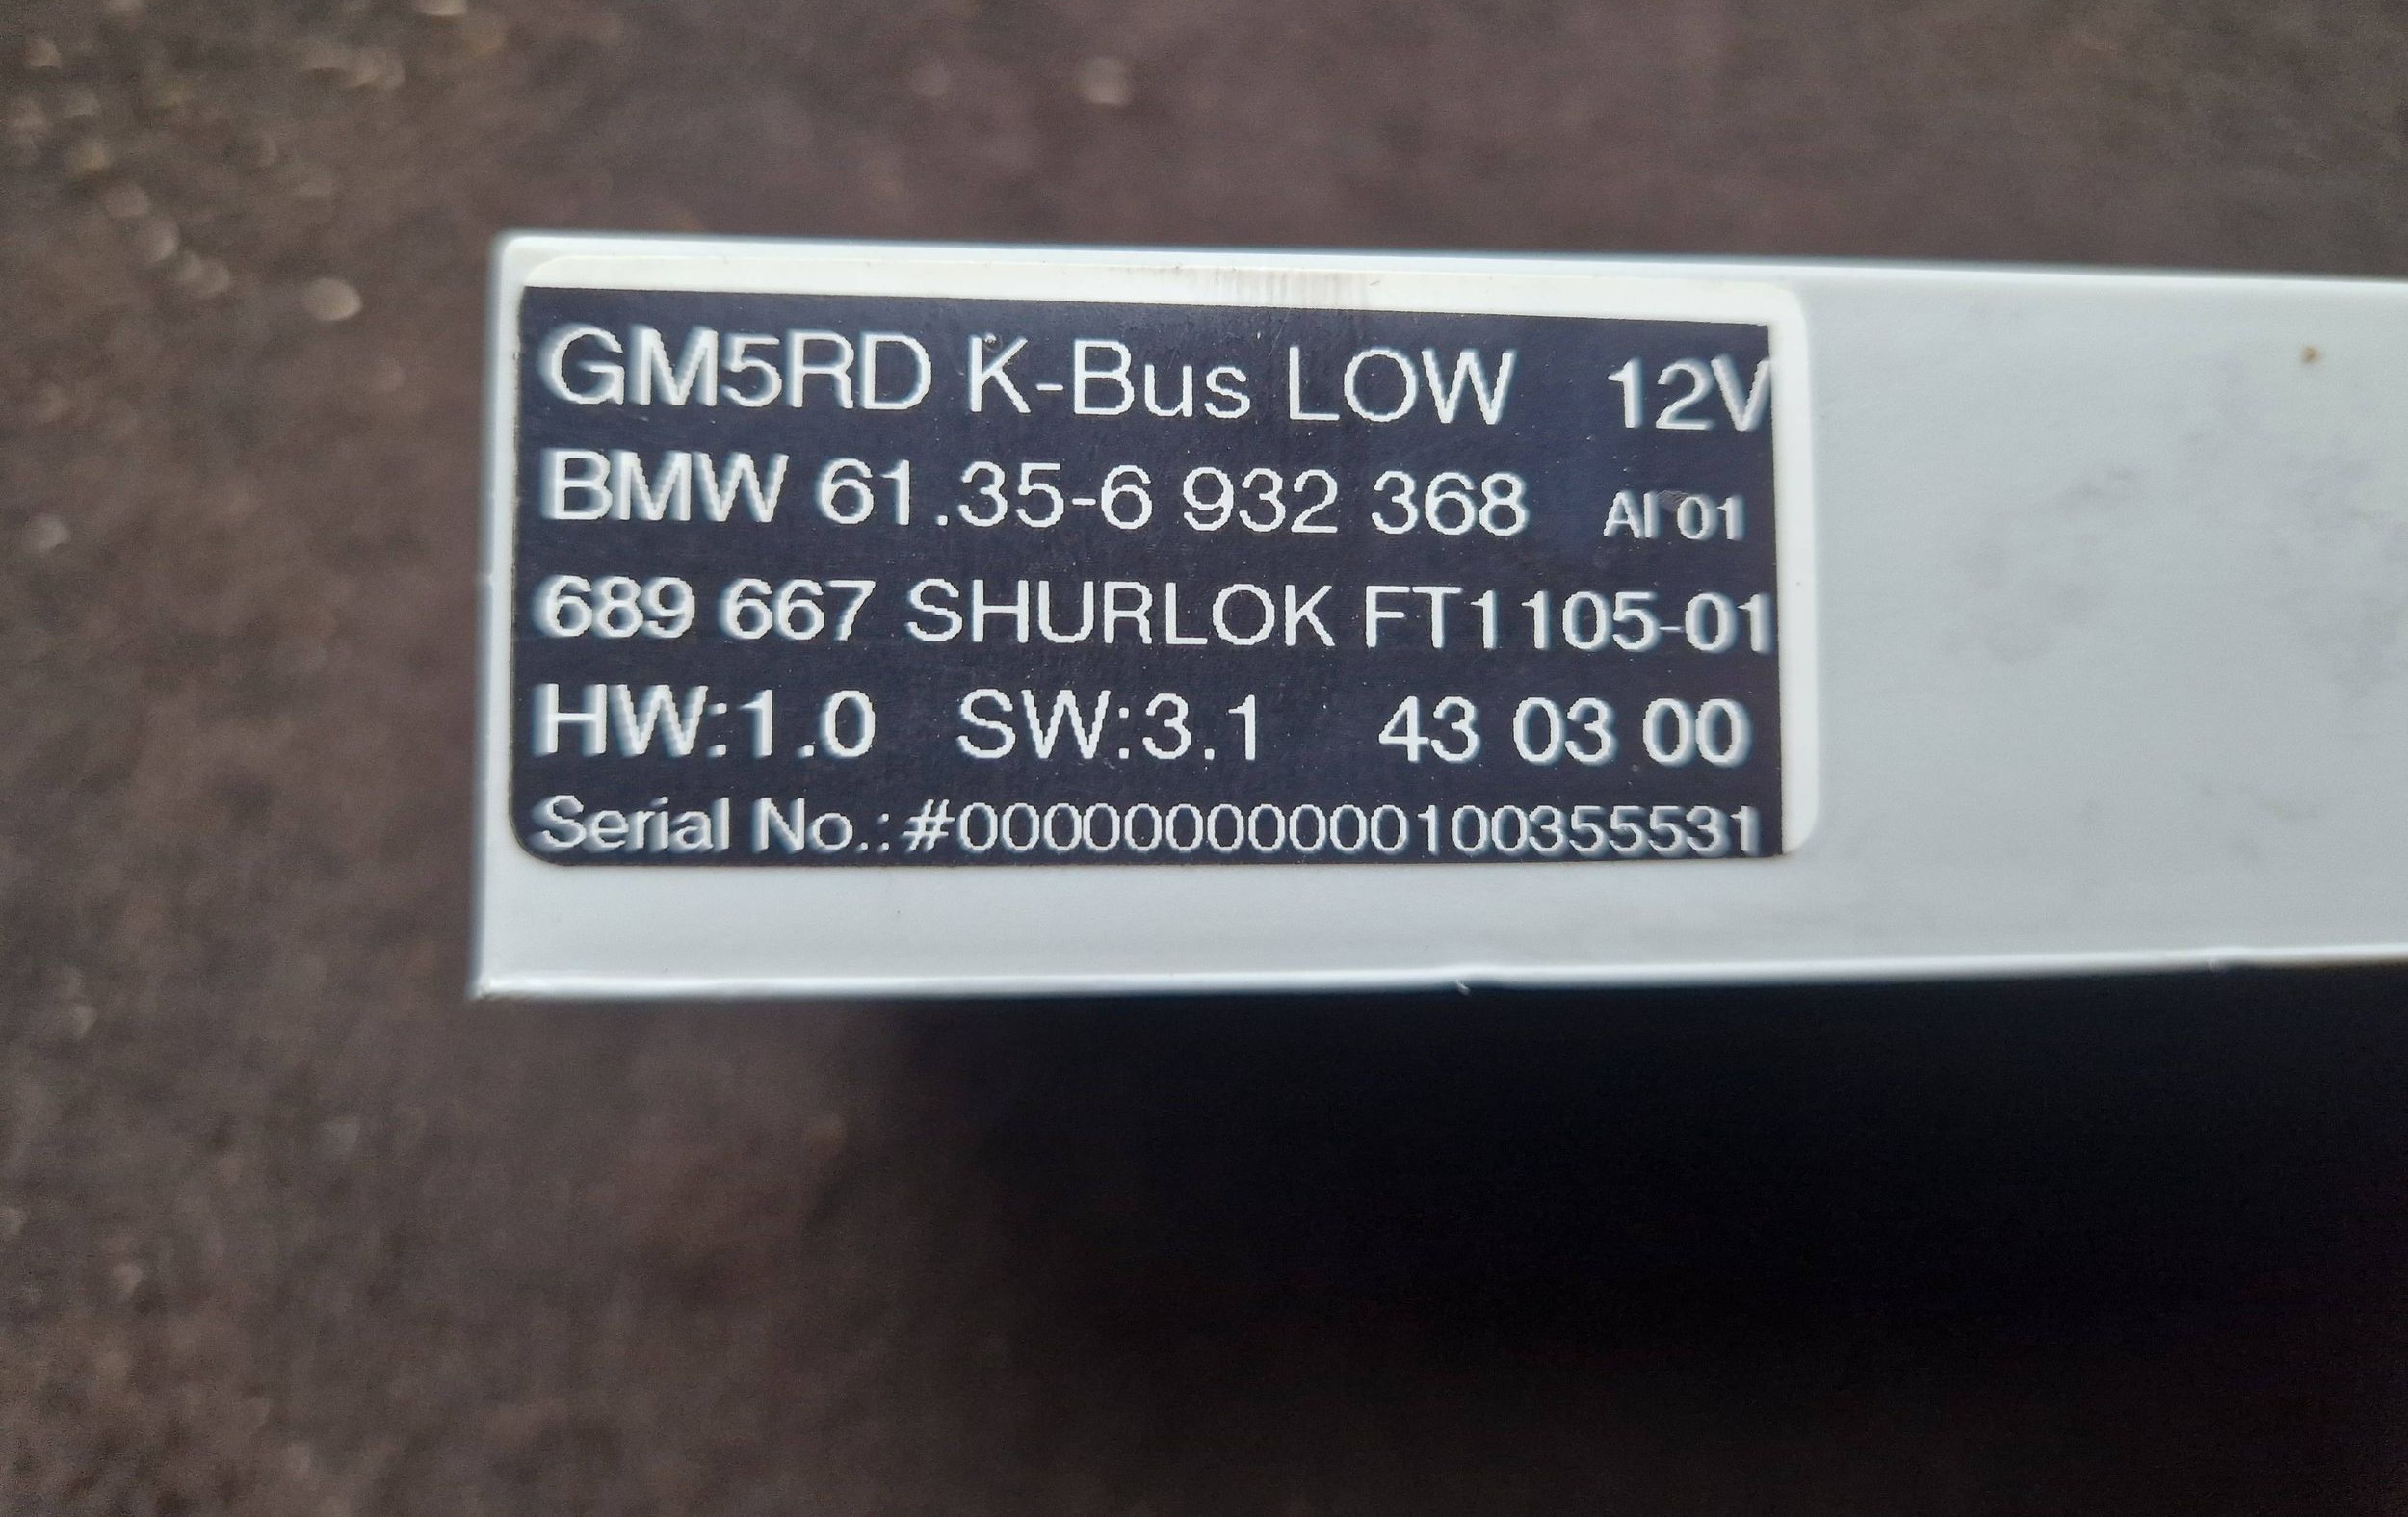 GM5RD K-Bus LOW 12V
BMW 61.35-6 932 368 AI 01
689 667 SHURLOK FT1105-01
HW:1.0 SW:3.1 43 03 00
Serial No.:#00000000000100355531